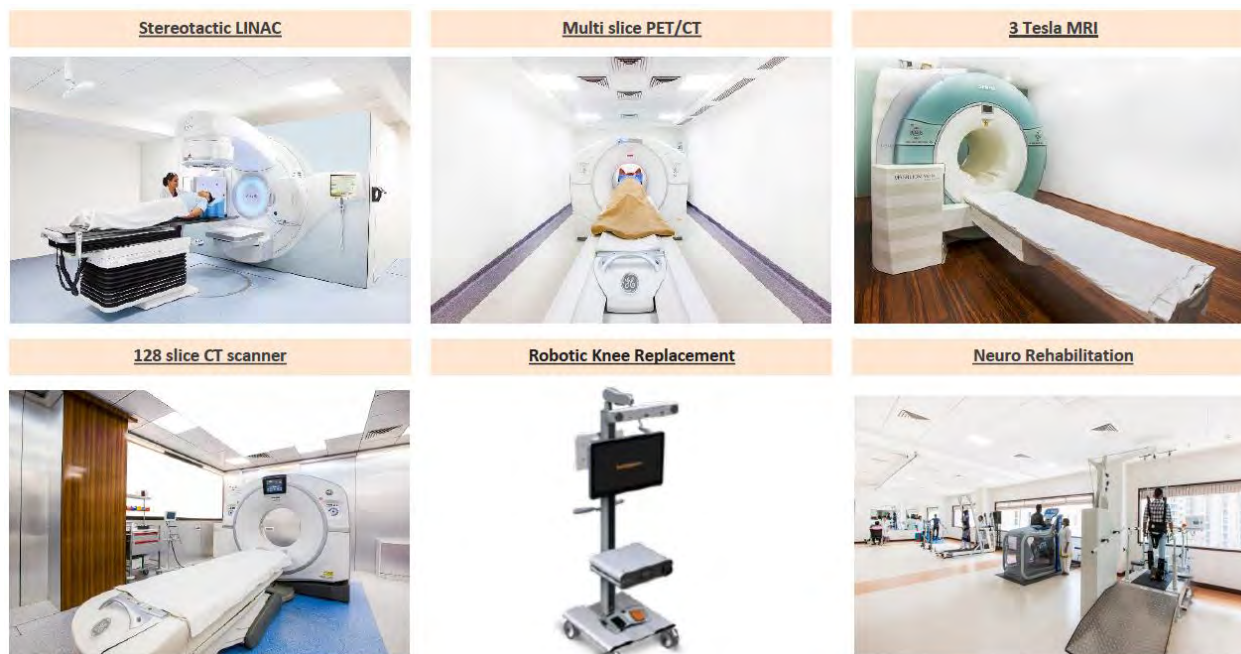 Stereotactic LINAC
Multi slice PET/CT
3 Tesla MRI
128 slice CT scanner
Robotic Knee Replacement
Neuro Rehabilitation